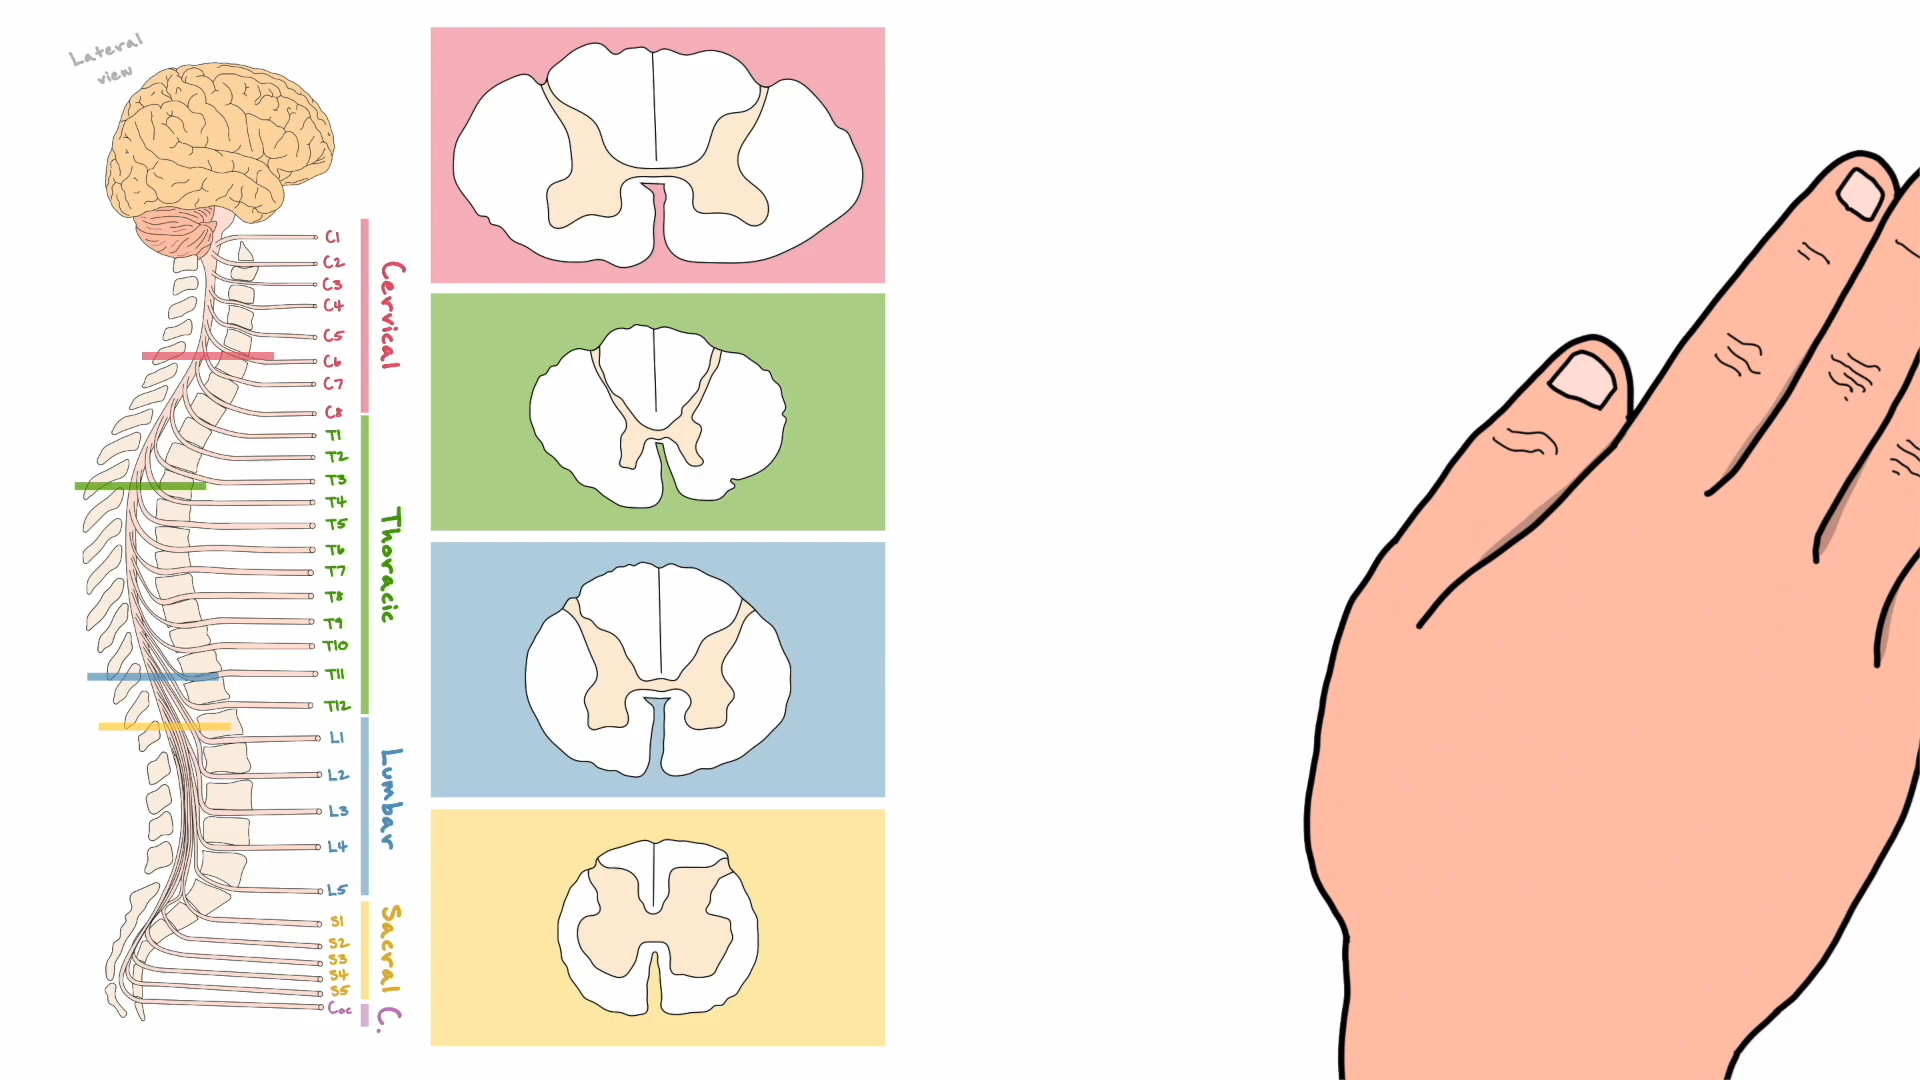 Lateral
view
C1
C2
C3
C4
C5
C6
C7
C8
T1
T2
T3
T4
T5
T6
T7
T8
T9
T10
T11
T12
L1
L2
L3
L4
L5
S1
S2
S3
S4
S5
Coc
Cervical
Thoracic
Lumbar
Sacral
C.